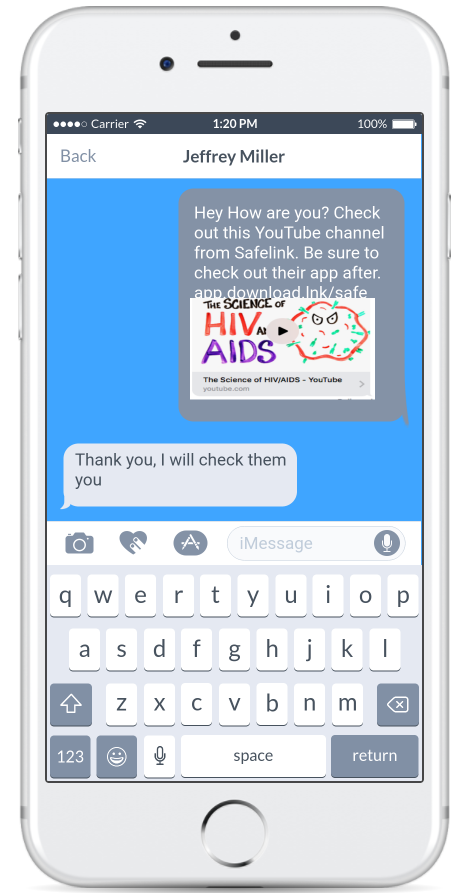 Carrier 1:20 PM 100%
Back Jeffrey Miller
Hey How are you? Check
out this YouTube channel
from Safelink. Be sure to
check out their app after.
app.download.lnk/safe
THE SCIENCE OF
HIV AND
AIDS
The Science of HIV/AIDS - YouTube
youtube.com
Thank you, I will check them
you
iMessage
q w e r t y u i o p
a s d f g h j k l
z x c v b n m
123 space return